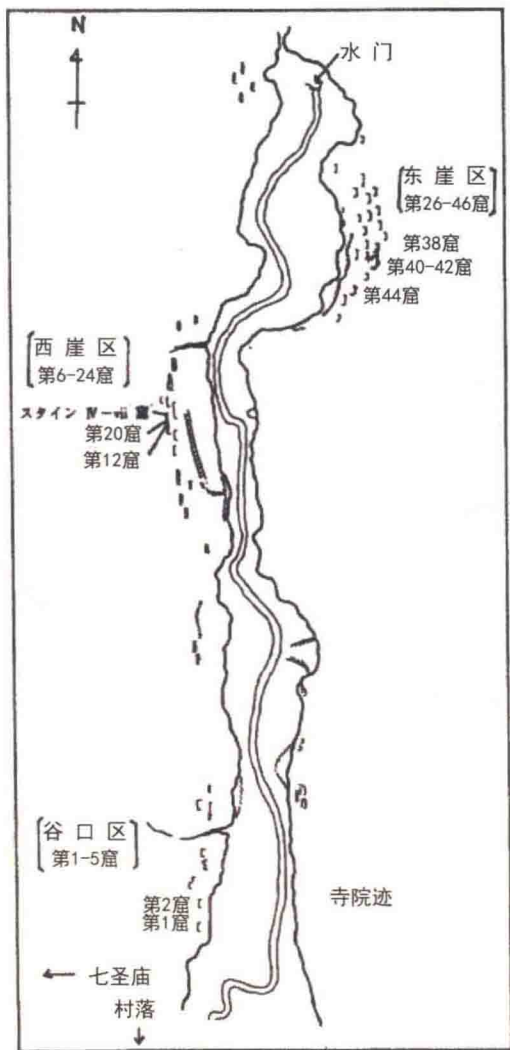 N
水门
东崖区
第26-46窟
第38窟
第40-42窟
第44窟
西崖区
第6-24窟
スタイン Ⅳ-ⅶ 窟
第20窟
第12窟
谷口区
第1-5窟
第2窟
第1窟
寺院迹
七圣庙
村落